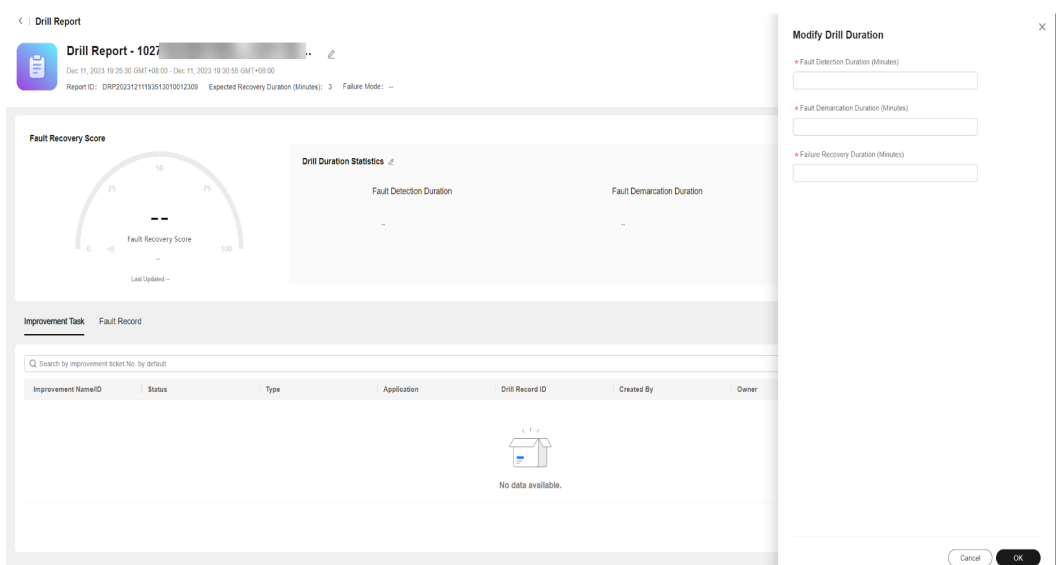 Drill Report
Drill Report - 1027
..
Dec 11, 2023 19:25:30 GMT+08:00 - Dec 11, 2023 19:30:55 GMT+08:00
Report ID: DRP20231211193513010012309 Expected Recovery Duration (Minutes): 3 Failure Mode: --
Fault Recovery Score
50
25
75
--
Fault Recovery Score
0
100
--
Last Updated --
Drill Duration Statistics
Fault Detection Duration
Fault Demarcation Duration
--
--
Improvement Task Fault Record
Search by improvement ticket No. by default
Improvement Name/ID Status Type Application Drill Record ID Created By Owner
No data available.
Modify Drill Duration
* Fault Detection Duration (Minutes)
* Fault Demarcation Duration (Minutes)
* Failure Recovery Duration (Minutes)
Cancel OK